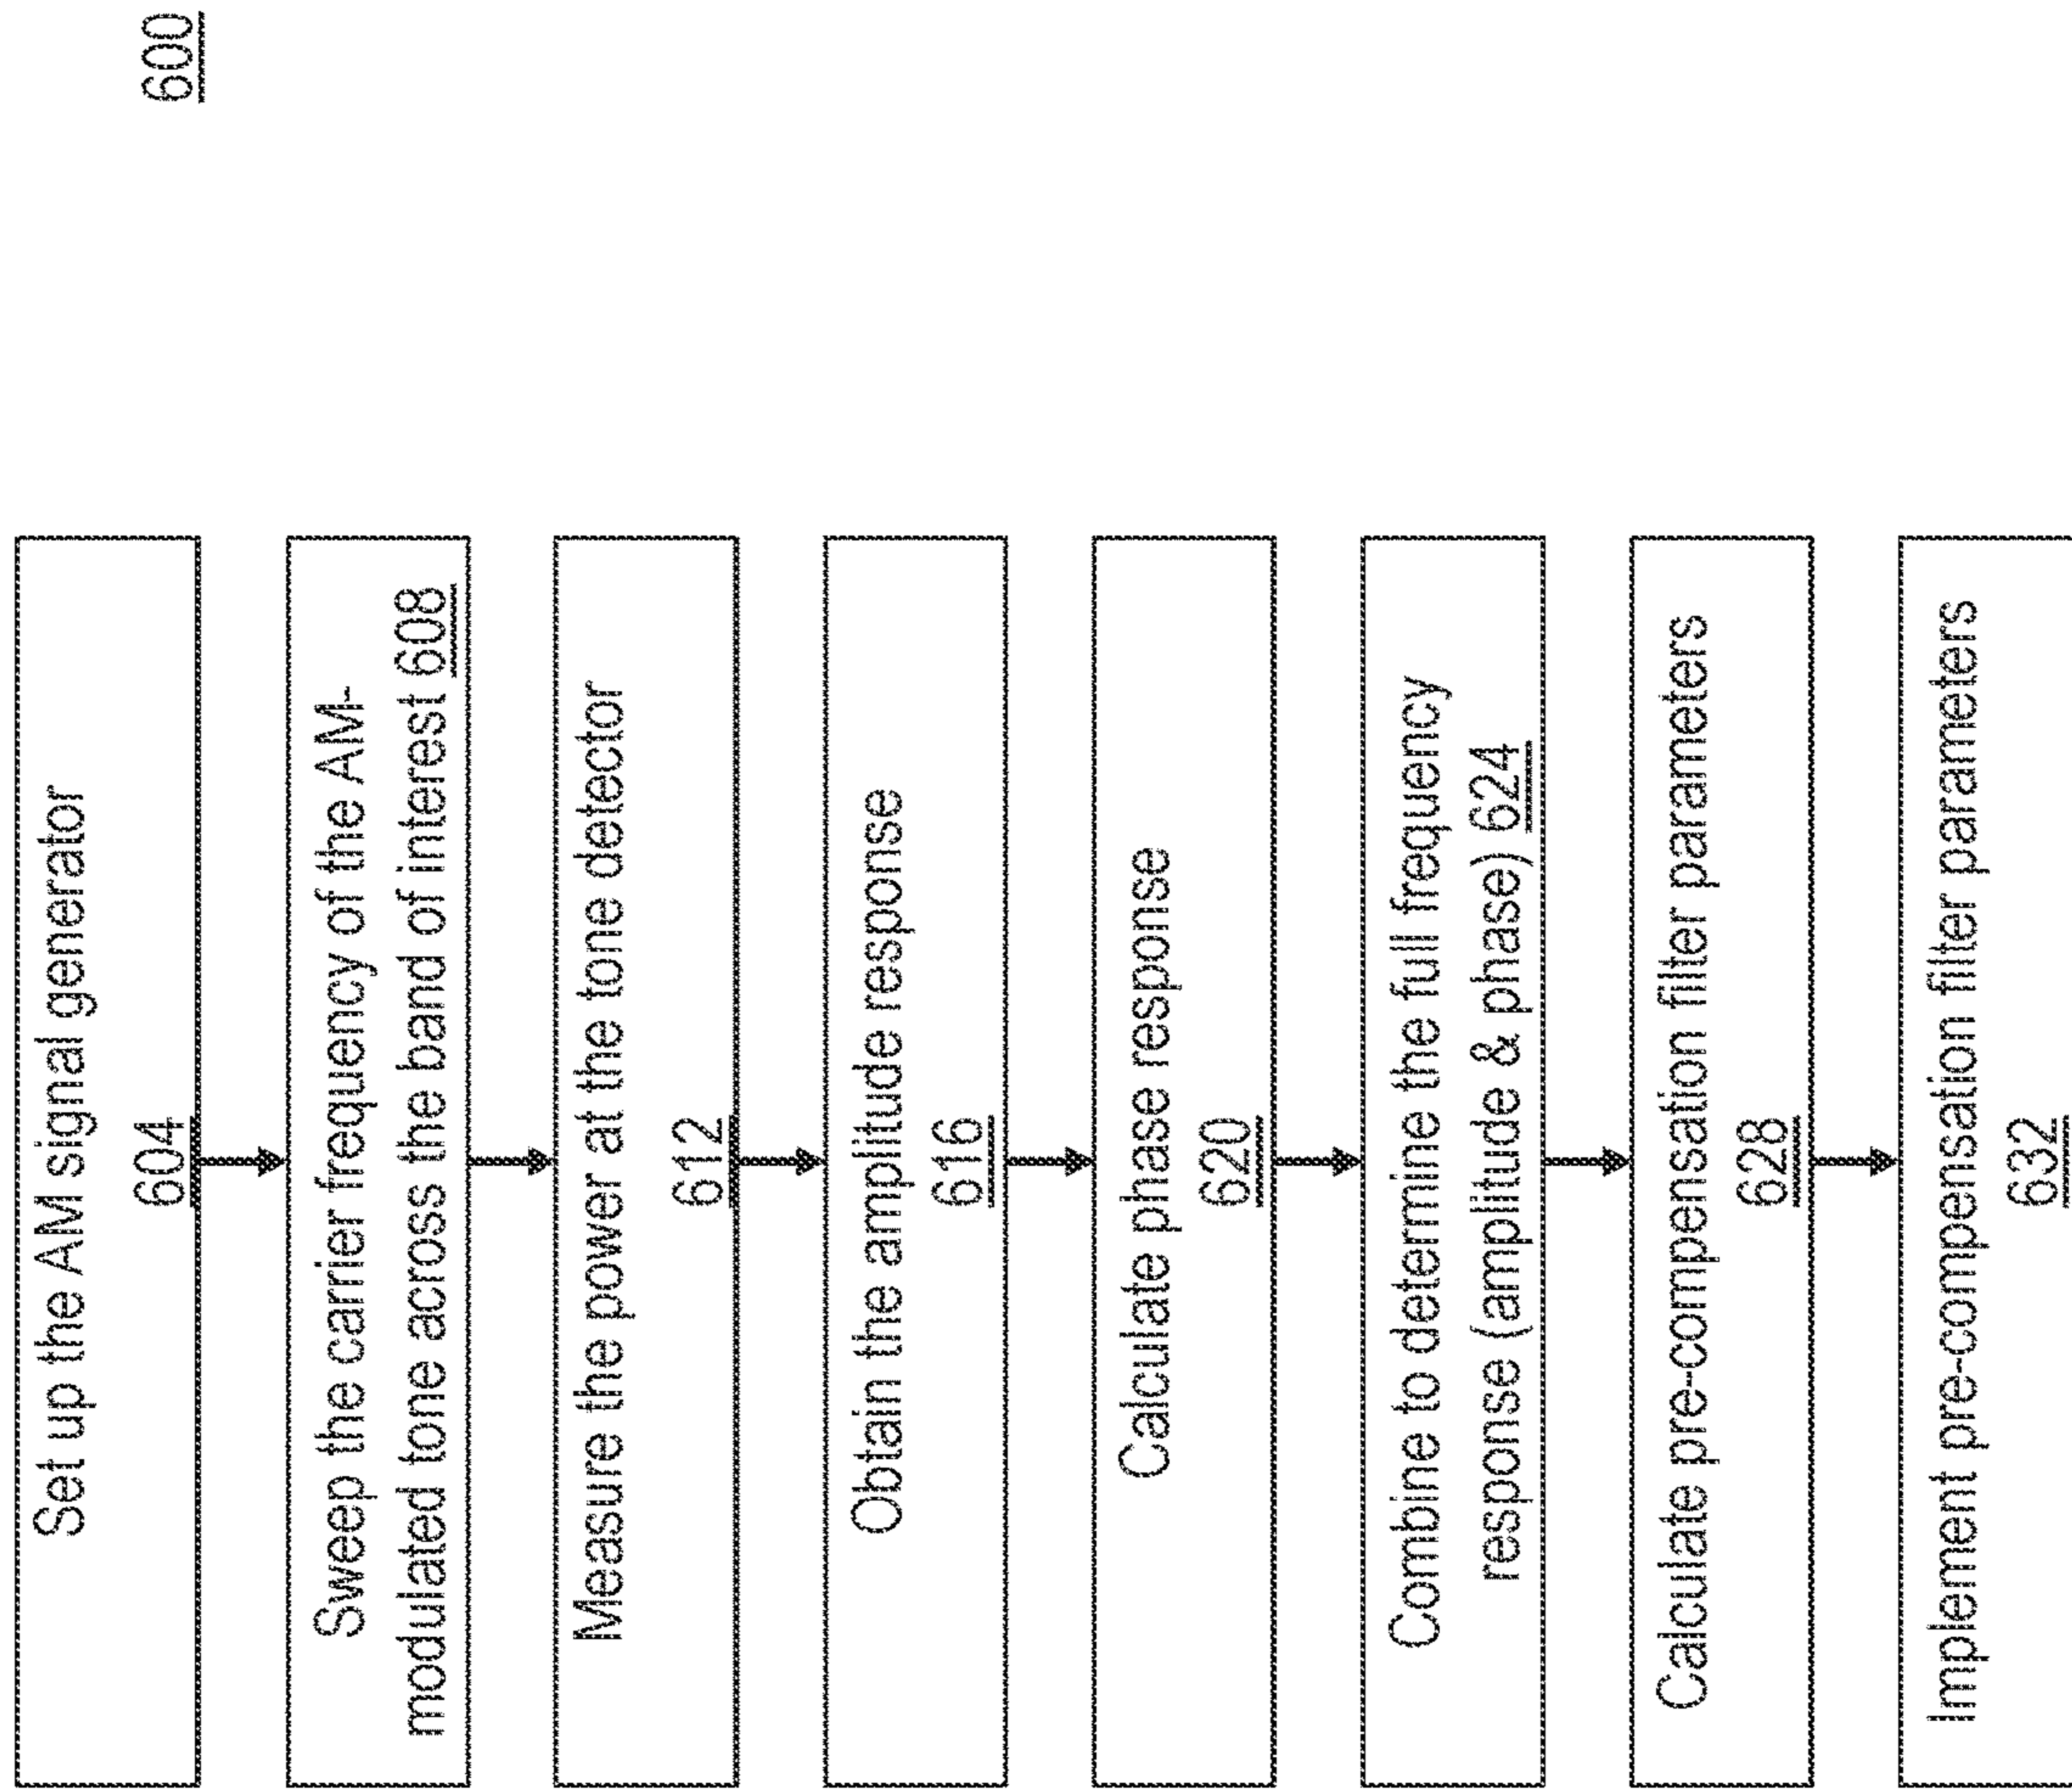 600
Set up the AM signal generator
604
Sweep the carrier frequency of the AM-
modulated tone across the band of interest 608
Measure the power at the tone detector
612
Obtain the amplitude response
616
Calculate phase response
620
Combine to determine the full frequency
response (amplitude & phase) 624
Calculate pre-compensation filter parameters
628
Implement pre-compensation filter parameters
632